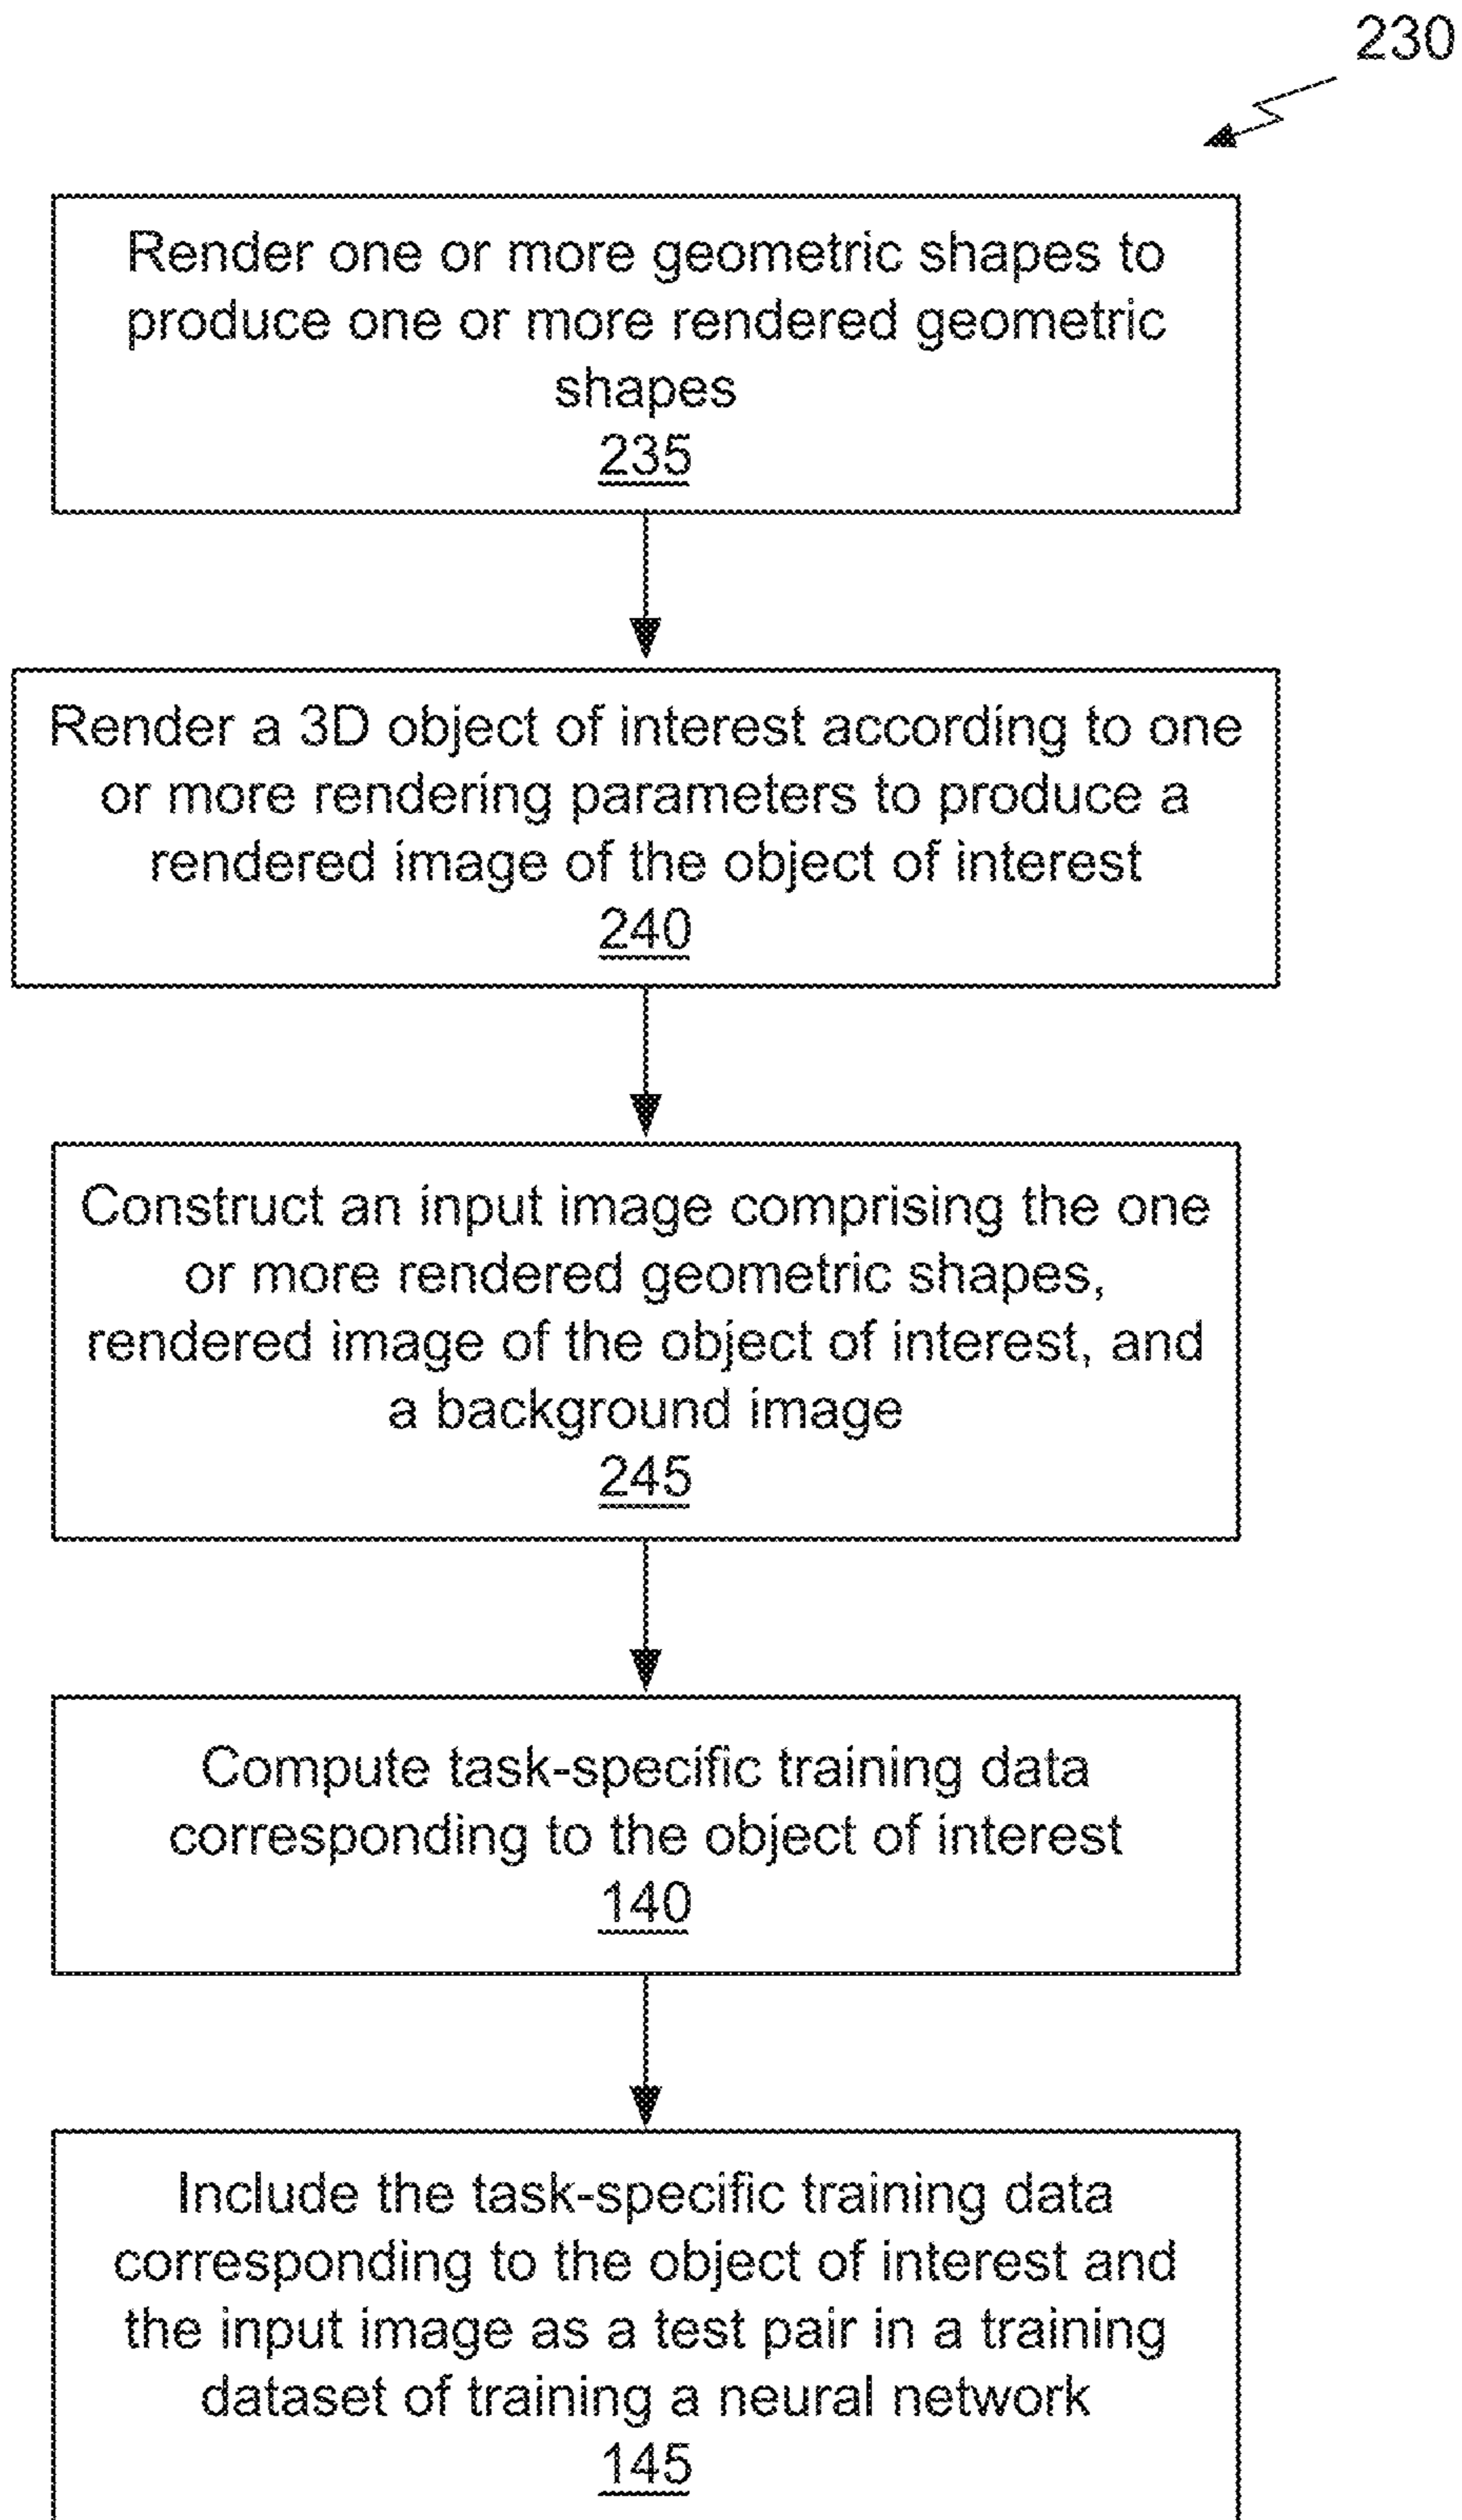 230
Render one or more geometric shapes to
produce one or more rendered geometric
shapes
235
Render a 3D object of interest according to one
or more rendering parameters to produce a
rendered image of the object of interest
240
Construct an input image comprising the one
or more rendered geometric shapes,
rendered image of the object of interest, and
a background image
245
Compute task-specific training data
corresponding to the object of interest
140
Include the task-specific training data
corresponding to the object of interest and
the input image as a test pair in a training
dataset of training a neural network
145